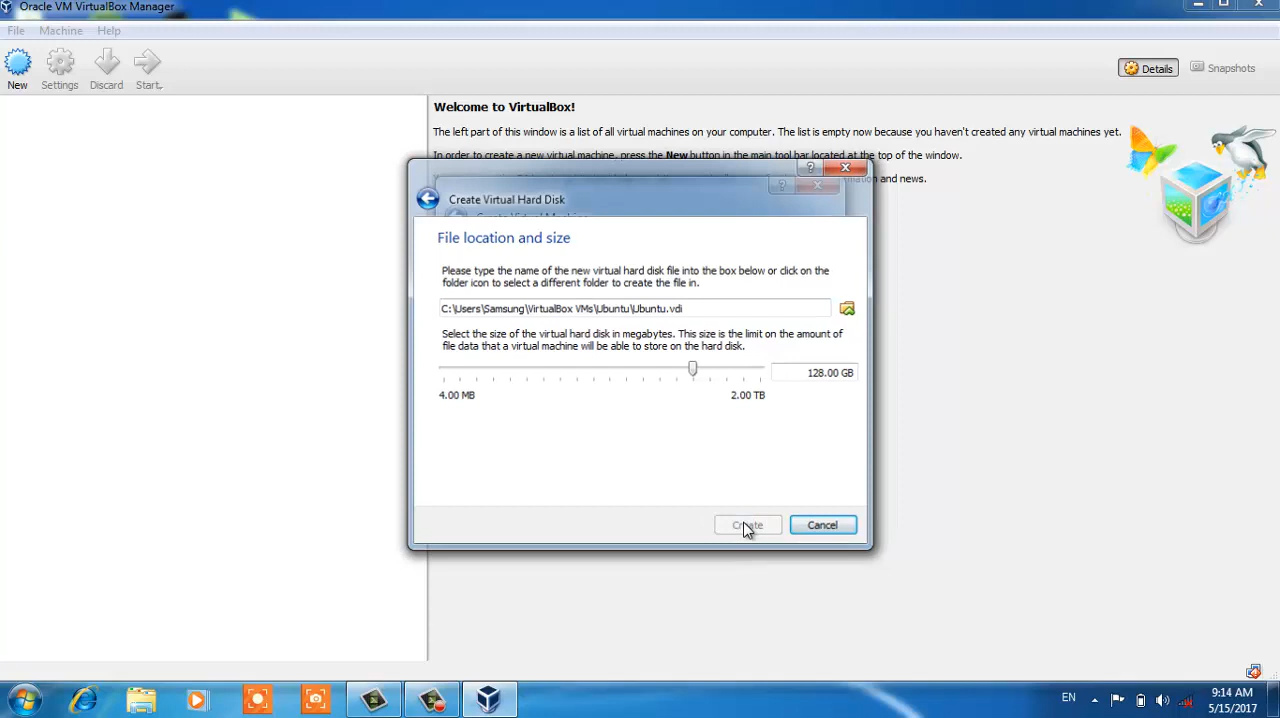 Oracle VM VirtualBox Manager
File Machine Help
New Settings Discard Start
Details Snapshots
Welcome to VirtualBox!
The left part of this window is a list of all virtual machines on your computer. The list is empty now because you haven't created any virtual machines yet.
In order to create a new virtual machine, press the New button in the main tool bar located at the top of the window.
and news.
Create Virtual Hard Disk
File location and size
Please type the name of the new virtual hard disk file into the box below or click on the
folder icon to select a different folder to create the file in.
C:\Users\Samsung\VirtualBox VMs\Ubuntu\Ubuntu.vdi
Select the size of the virtual hard disk in megabytes. This size is the limit on the amount of
file data that a virtual machine will be able to store on the hard disk.
128.00 GB
4.00 MB 2.00 TB
Create Cancel
EN
9:14 AM
5/15/2017